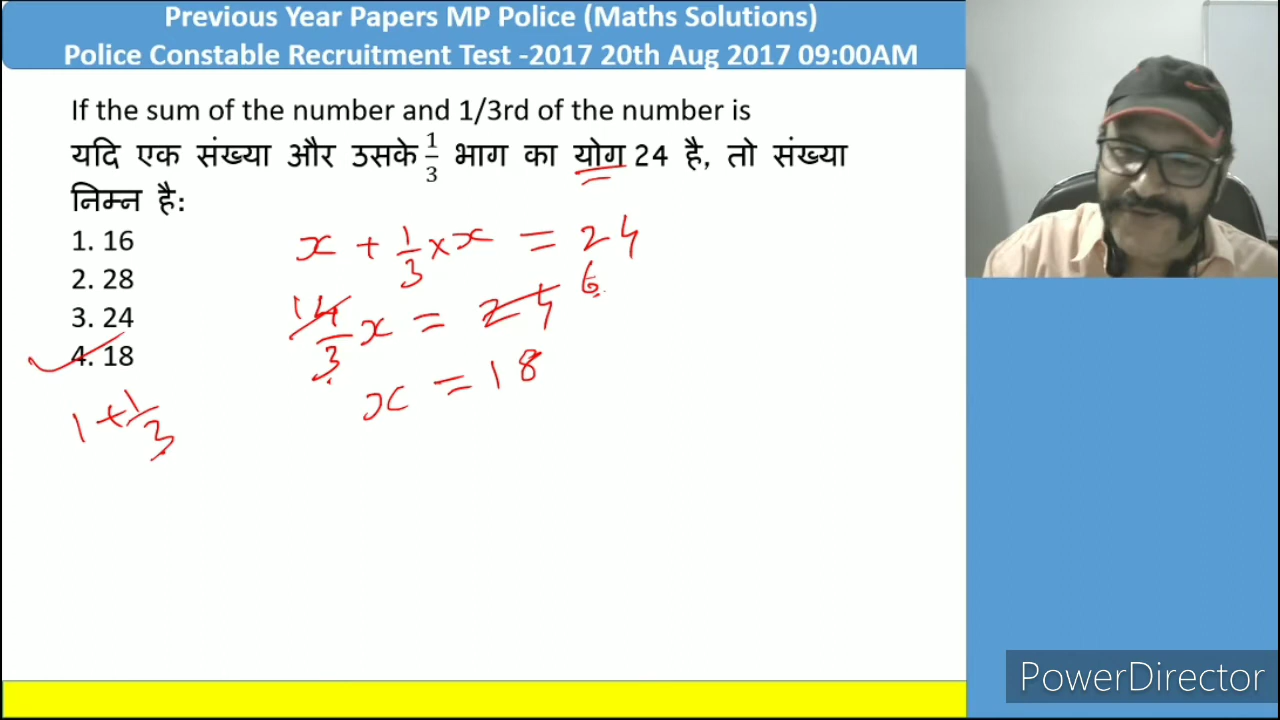 Previous Year Papers MP Police (Maths Solutions)
Police Constable Recruitment Test -2017 20th Aug 2017 09:00AM
If the sum of the number and 1/3rd of the number is
यदि एक संख्या और उसके 1/3 भाग का योग 24 है, तो संख्या
निम्न है:
1. 16
2. 28
3. 24
4. 18
x + 1/3 × x = 24
14/3 x = 24 6
x = 18
1 + 1/3
PowerDirector